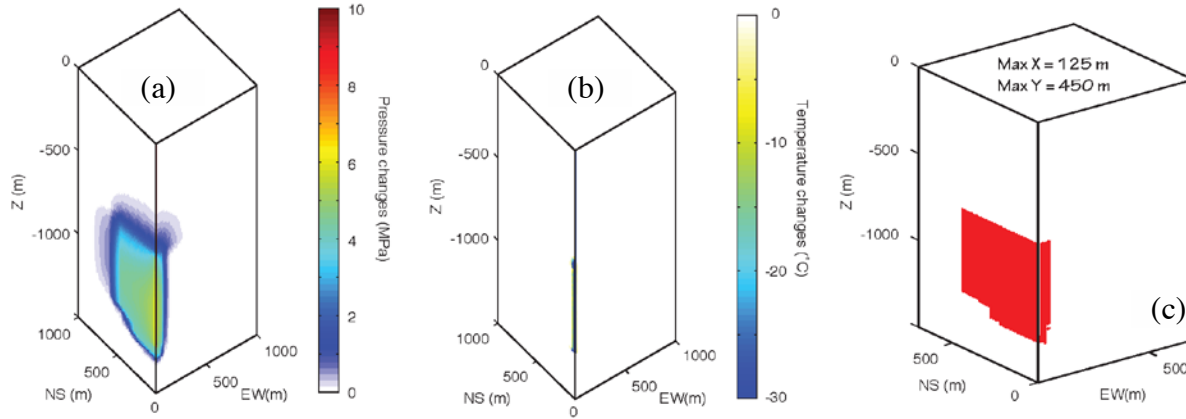 (a)
0
-500
-1000
Z (m)
1000
500
NS (m)
0
500
EW(m)
1000
10
8
6
4
2
0
Pressure changes (MPa)
(b)
0
-500
-1000
Z (m)
1000
500
NS (m)
0
500
EW(m)
1000
-0
-10
-20
-30
Temperature changes (°C)
(c)
Max X = 125 m
Max Y = 450 m
0
-500
-1000
Z (m)
500
NS (m)
0
500
EW(m)